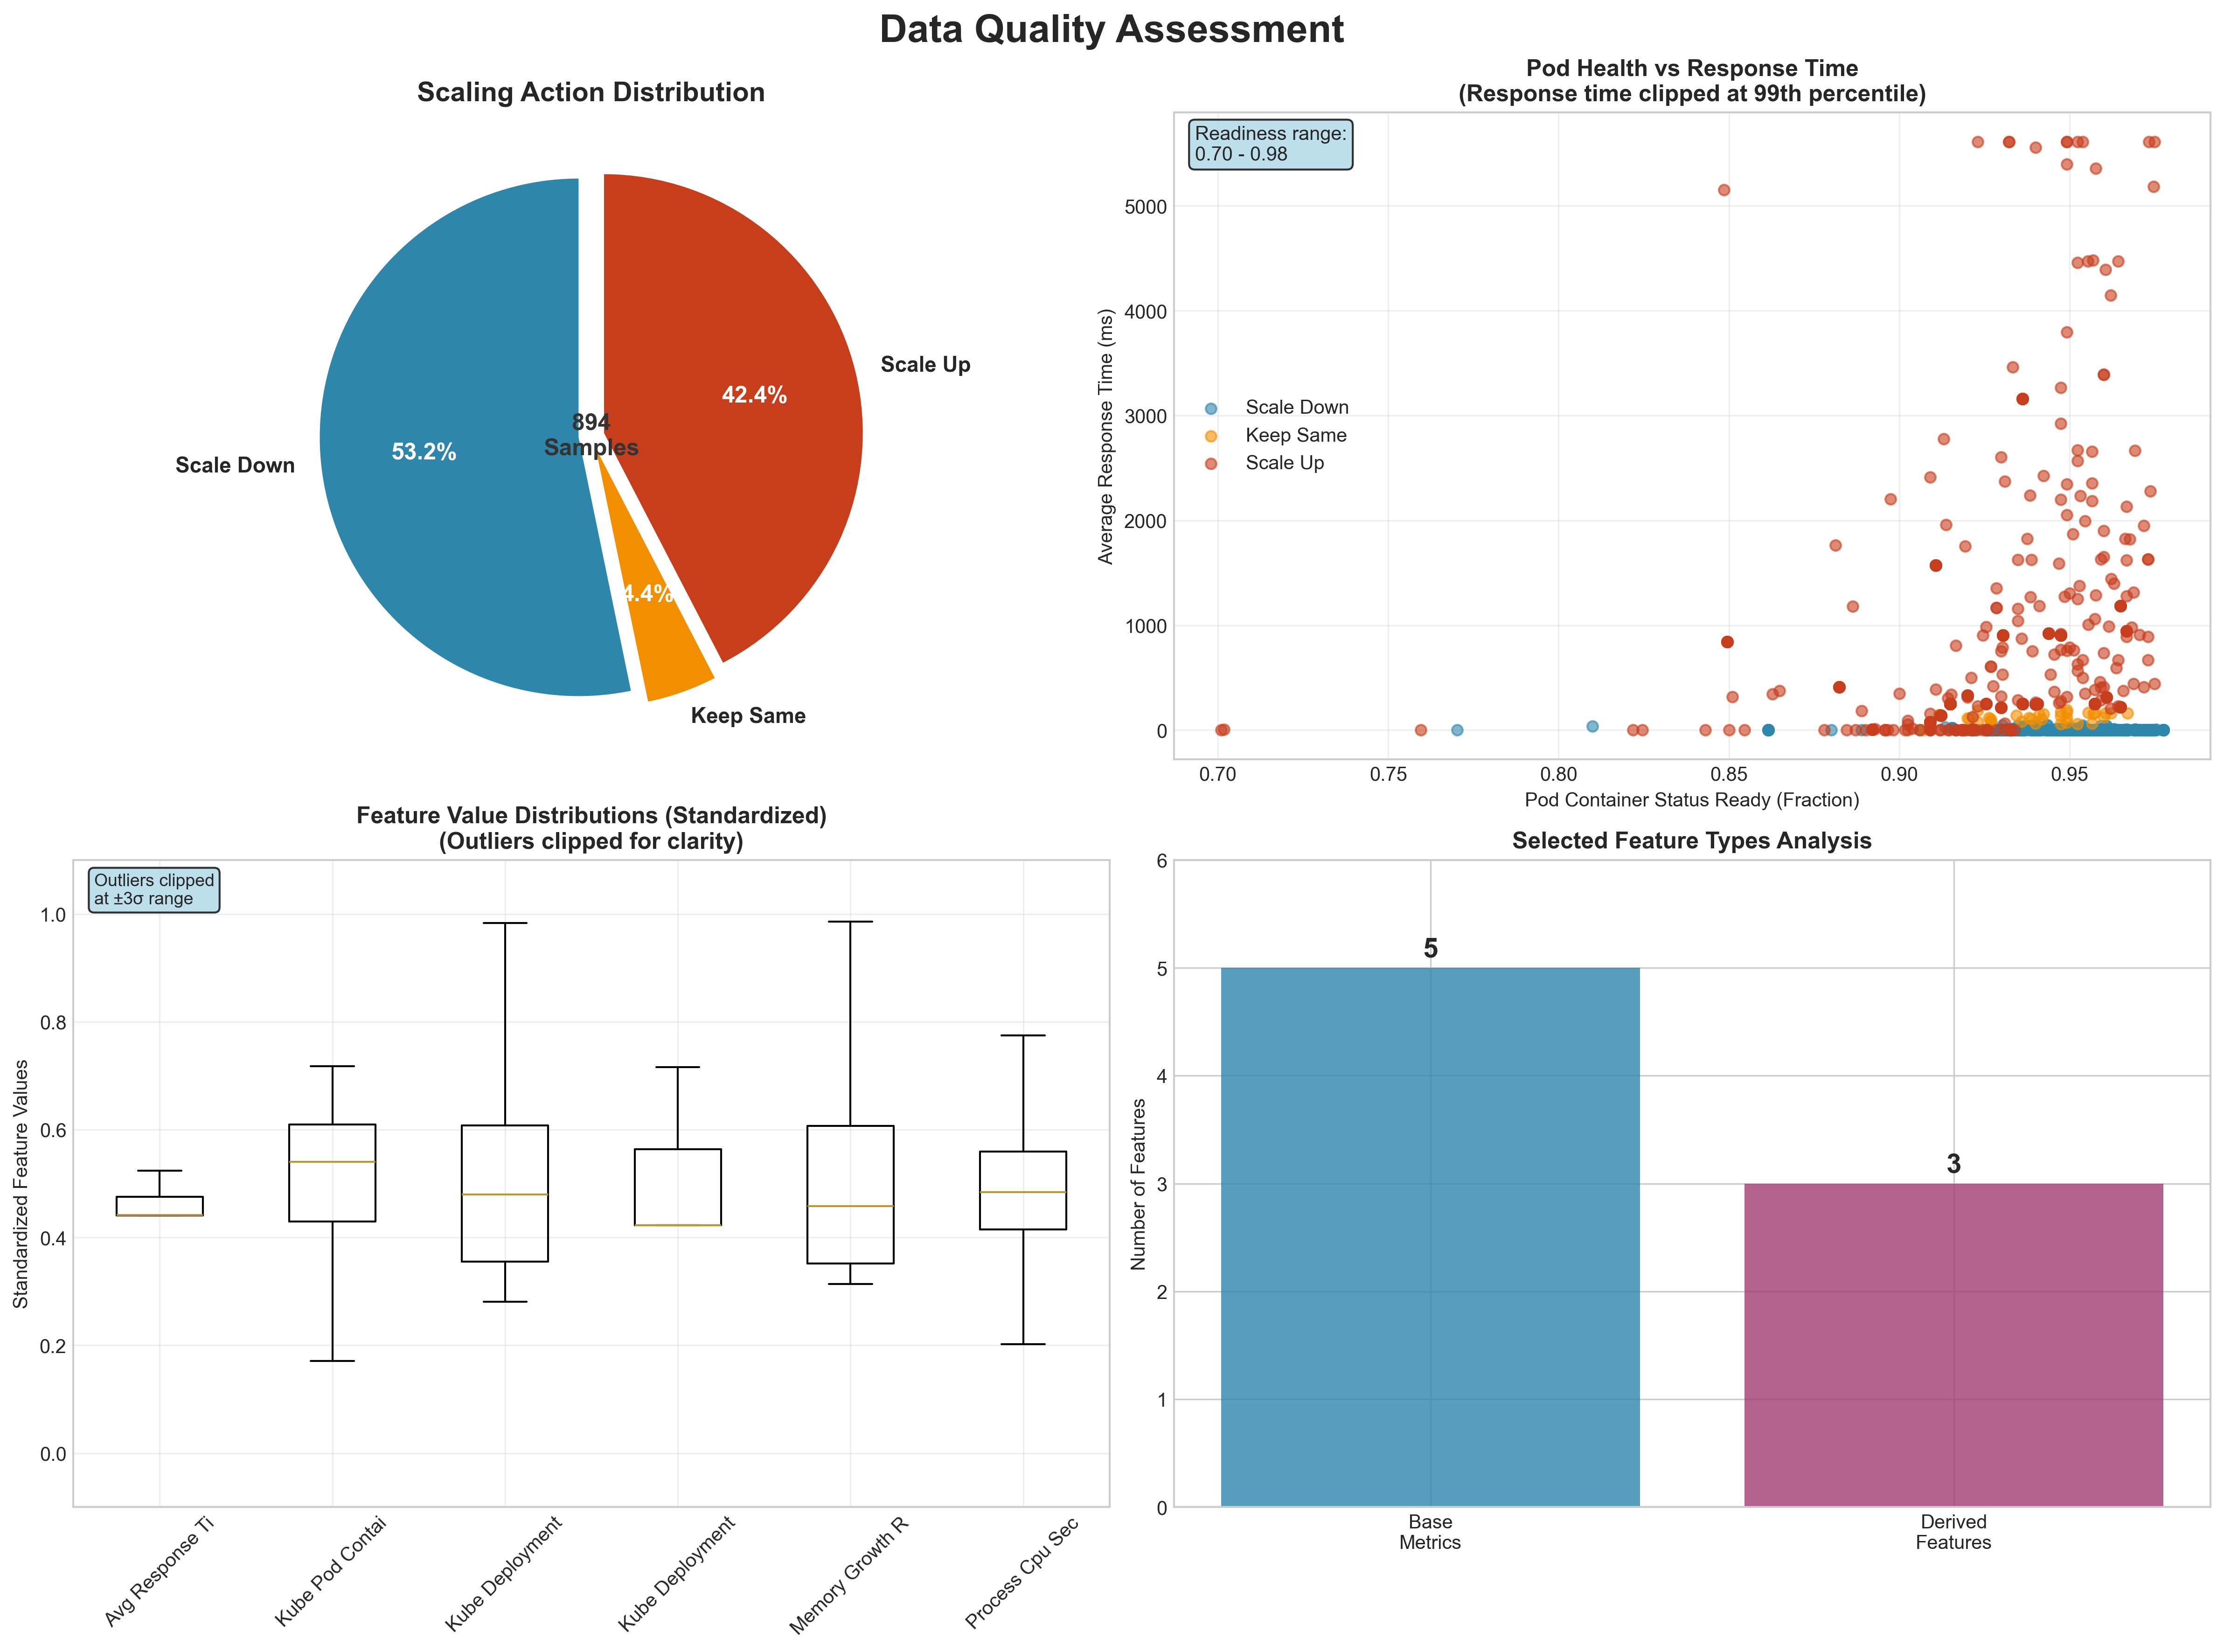 Data Quality Assessment
Scaling Action Distribution
Scale Up
42.4%
894
Samples
53.2%
Scale Down
4.4%
Keep Same
Pod Health vs Response Time
(Response time clipped at 99th percentile)
Readiness range:
0.70 - 0.98
Average Response Time (ms)
5000
4000
3000
2000
1000
0
Scale Down
Keep Same
Scale Up
0.70 0.75 0.80 0.85 0.90 0.95
Pod Container Status Ready (Fraction)
Feature Value Distributions (Standardized)
(Outliers clipped for clarity)
Outliers clipped
at ±3σ range
Standardized Feature Values
1.0
0.8
0.6
0.4
0.2
0.0
Avg Response Ti
Kube Pod Contai
Kube Deployment
Kube Deployment
Memory Growth R
Process Cpu Sec
Selected Feature Types Analysis
Number of Features
6
5
4
3
2
1
0
5
3
Base
Metrics
Derived
Features